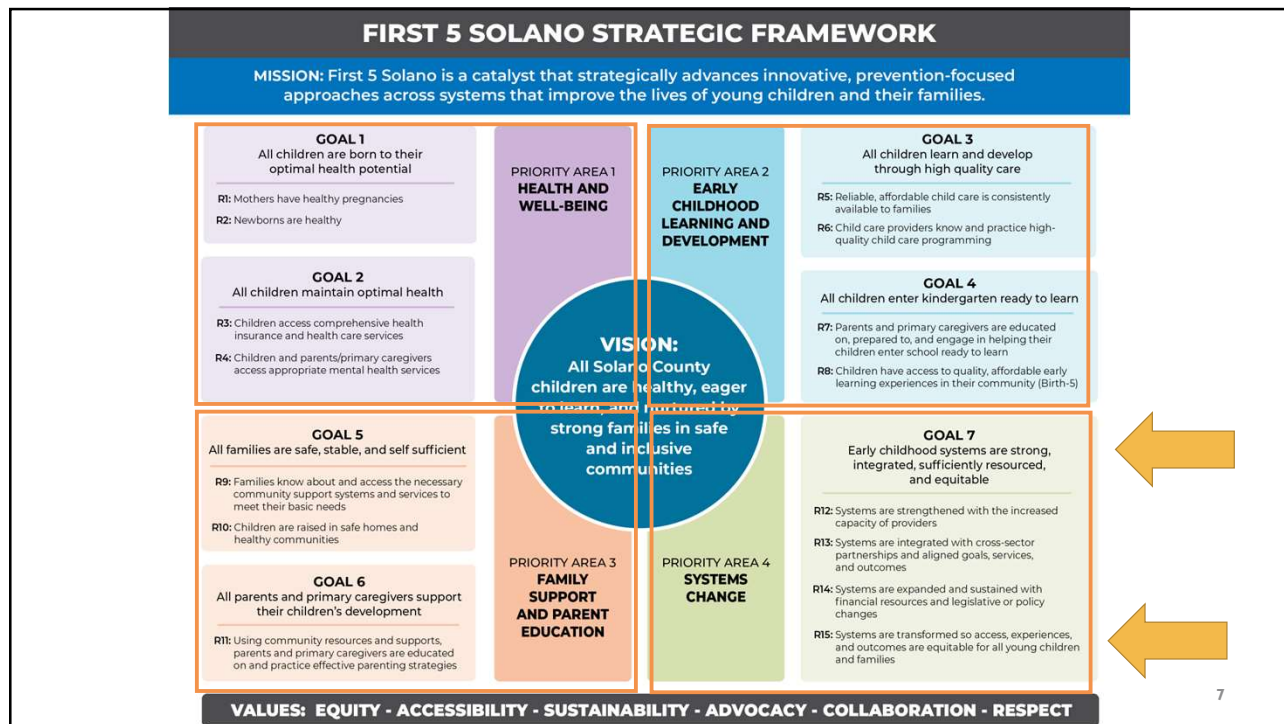 FIRST 5 SOLANO STRATEGIC FRAMEWORK
MISSION: First 5 Solano is a catalyst that strategically advances innovative, prevention-focused
approaches across systems that improve the lives of young children and their families.
GOAL 1
All children are born to their
optimal health potential
R1: Mothers have healthy pregnancies
R2: Newborns are healthy
GOAL 2
All children maintain optimal health
R3: Children access comprehensive health
insurance and health care services
R4: Children and parents/primary caregivers
access appropriate mental health services
PRIORITY AREA 1
HEALTH AND
WELL-BEING
PRIORITY AREA 2
EARLY
CHILDHOOD
LEARNING AND
DEVELOPMENT
GOAL 3
All children learn and develop
through high quality care
R5: Reliable, affordable child care is consistently
available to families
R6: Child care providers know and practice high-
quality child care programming
GOAL 4
All children enter kindergarten ready to learn
R7: Parents and primary caregivers are educated
on, prepared to, and engage in helping their
children enter school ready to learn
R8: Children have access to quality, affordable early
learning experiences in their community (Birth-5)
VISION:
All Solano County
children are healthy, eager
to learn, and nurtured by
strong families in safe
and inclusive
communities
GOAL 5
All families are safe, stable, and self sufficient
R9: Families know about and access the necessary
community support systems and services to
meet their basic needs
R10: Children are raised in safe homes and
healthy communities
GOAL 6
All parents and primary caregivers support
their children's development
R11: Using community resources and supports,
parents and primary caregivers are educated
on and practice effective parenting strategies
PRIORITY AREA 3
FAMILY
SUPPORT
AND PARENT
EDUCATION
PRIORITY AREA 4
SYSTEMS
CHANGE
GOAL 7
Early childhood systems are strong,
integrated, sufficiently resourced,
and equitable
R12: Systems are strengthened with the increased
capacity of providers
R13: Systems are integrated with cross-sector
partnerships and aligned goals, services,
and outcomes
R14: Systems are expanded and sustained with
financial resources and legislative or policy
changes
R15: Systems are transformed so access, experiences,
and outcomes are equitable for all young children
and families
7
VALUES: EQUITY - ACCESSIBILITY - SUSTAINABILITY - ADVOCACY - COLLABORATION - RESPECT